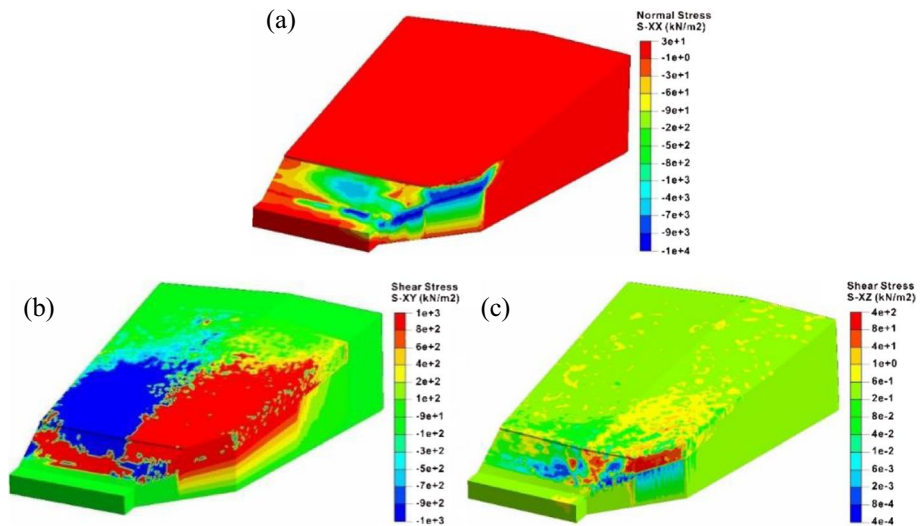 (a)
Normal Stress
S-XX (kN/m2)
3e+1
-1e+0
-3e+1
-6e+1
-9e+1
-2e+2
-5e+2
-8e+2
-1e+3
-4e+3
-7e+3
-9e+3
-1e+4
(b)
Shear Stress
S-XY (kN/m2)
1e+3
8e+2
6e+2
4e+2
2e+2
1e+2
-9e+1
-1e+2
-3e+2
-5e+2
-7e+2
-9e+2
-1e+3
(c)
Shear Stress
S-XZ (kN/m2)
4e+2
8e+1
4e+1
1e+0
6e-1
2e-1
8e-2
4e-2
1e-2
6e-3
2e-3
8e-4
4e-4